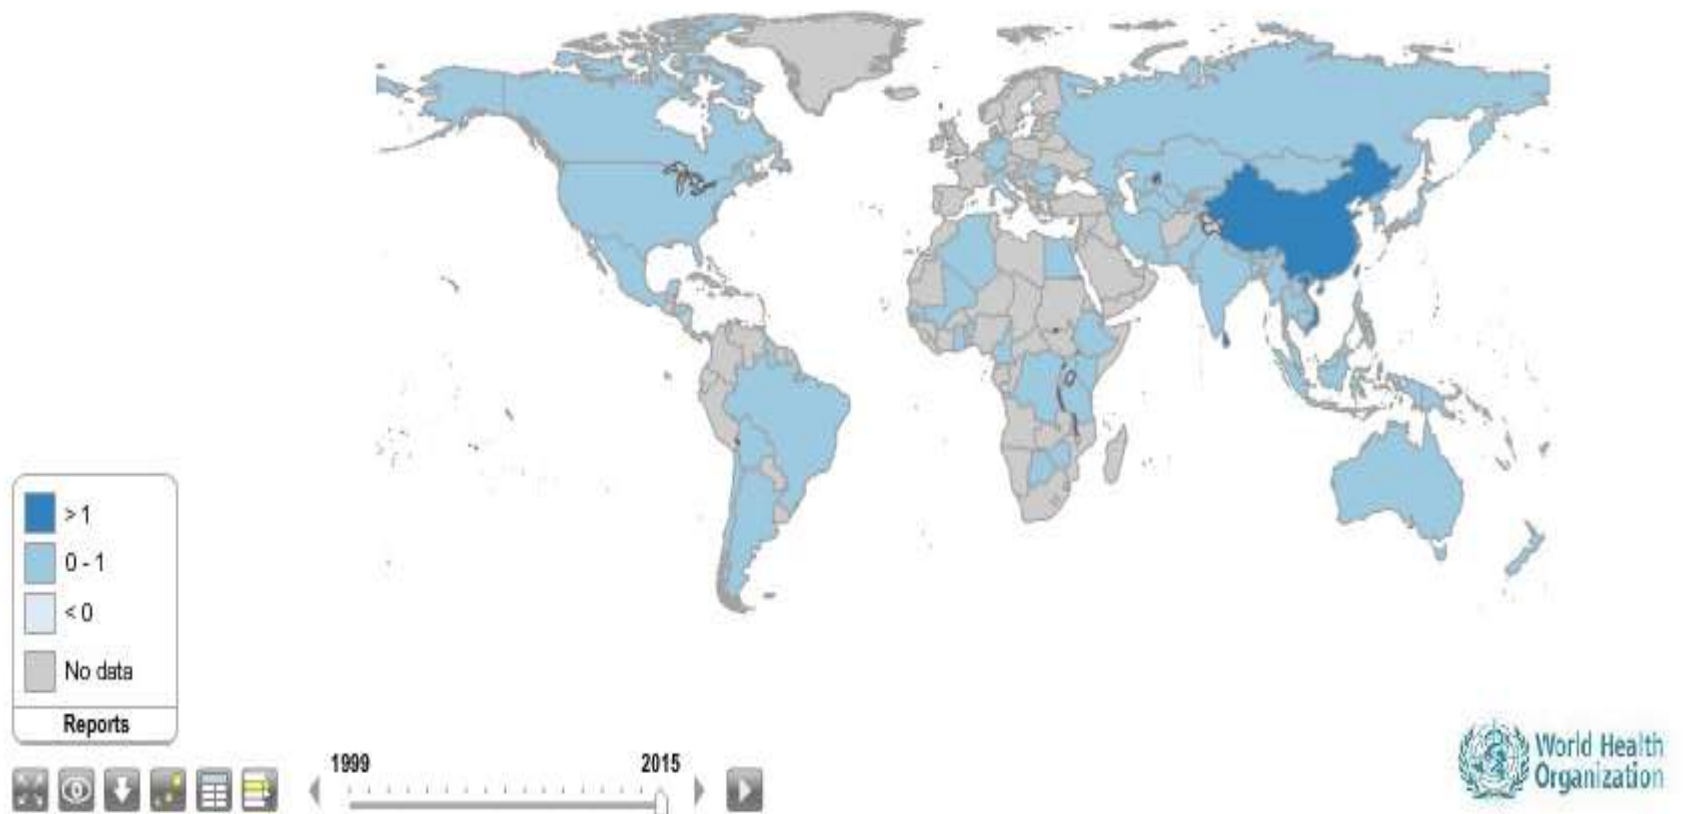 > 1
0 - 1
< 0
No data
Reports
1999
2015
World Health
Organization